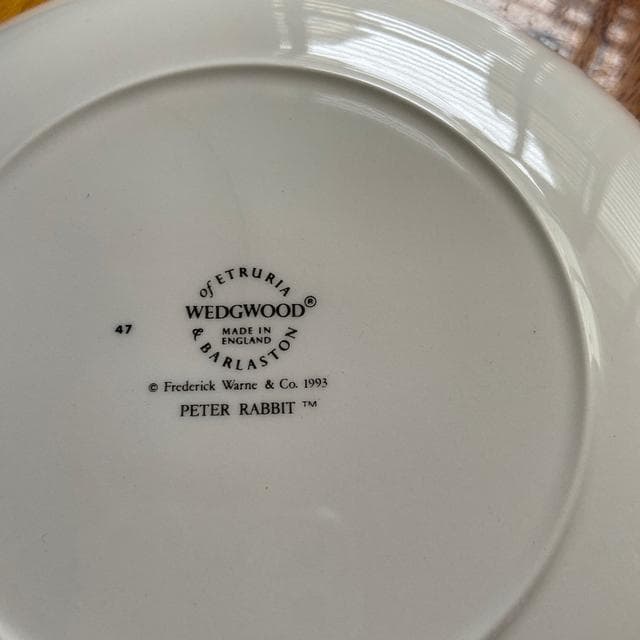 of ETRURIA
WEDGWOOD®
MADE IN
ENGLAND
& BARLASTON
47
© Frederick Warne & Co. 1993
PETER RABBIT ™